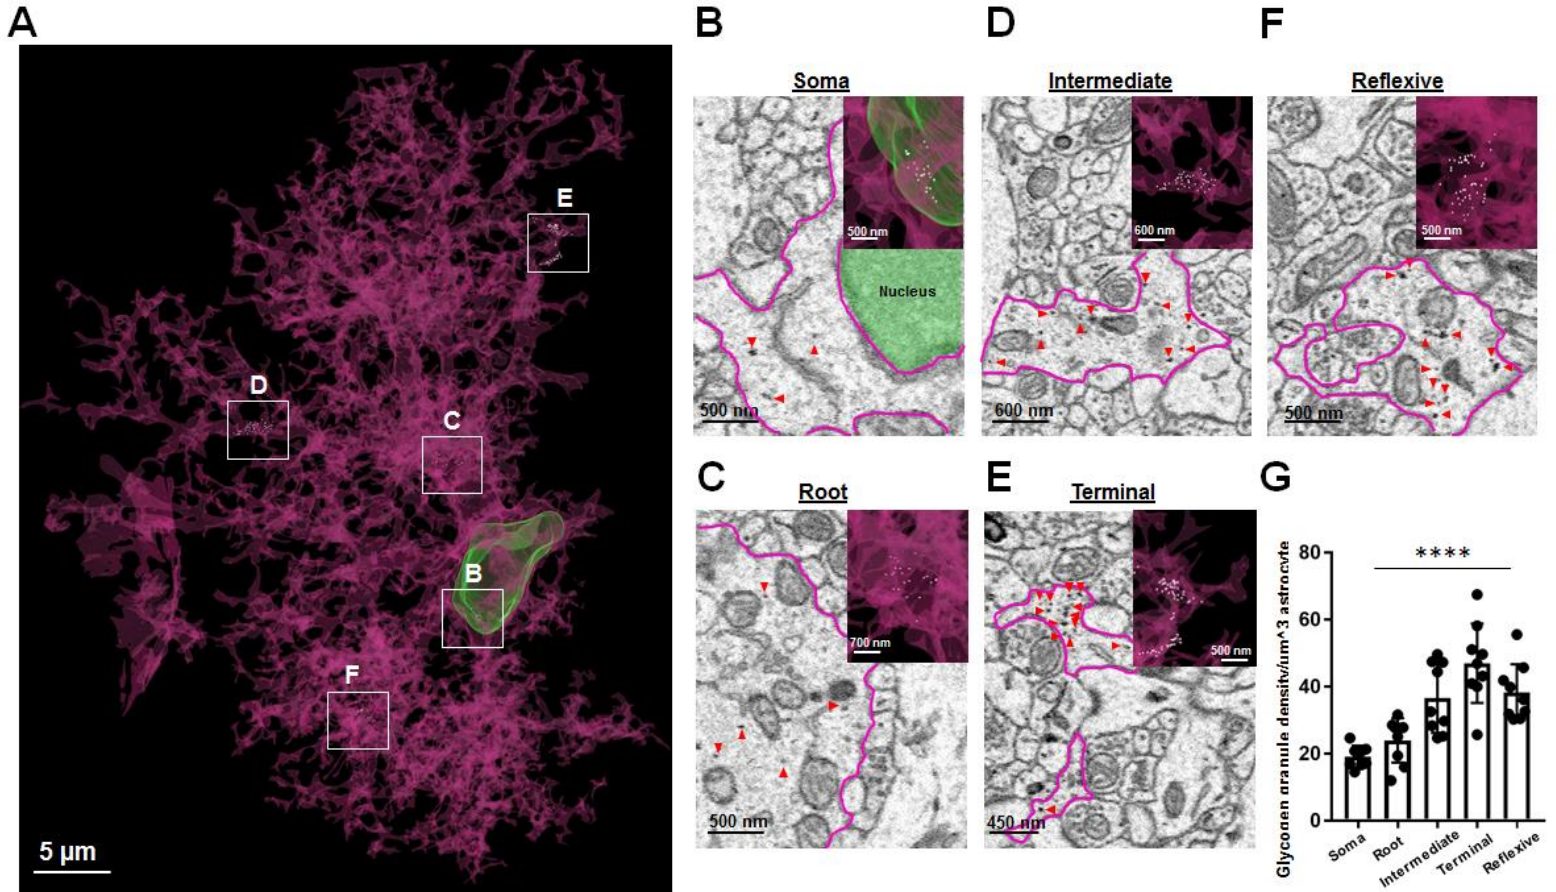 A
E
D
C
B
F
5 µm
B
Soma
500 nm
Nucleus
500 nm
D
Intermediate
600 nm
600 nm
F
Reflexive
500 nm
500 nm
C
Root
700 nm
500 nm
E
Terminal
500 nm
450 nm
G
Glycogen granule density/um^3 astrocyte
80
60
40
20
0
****
Soma
Root
Intermediate
Terminal
Reflexive